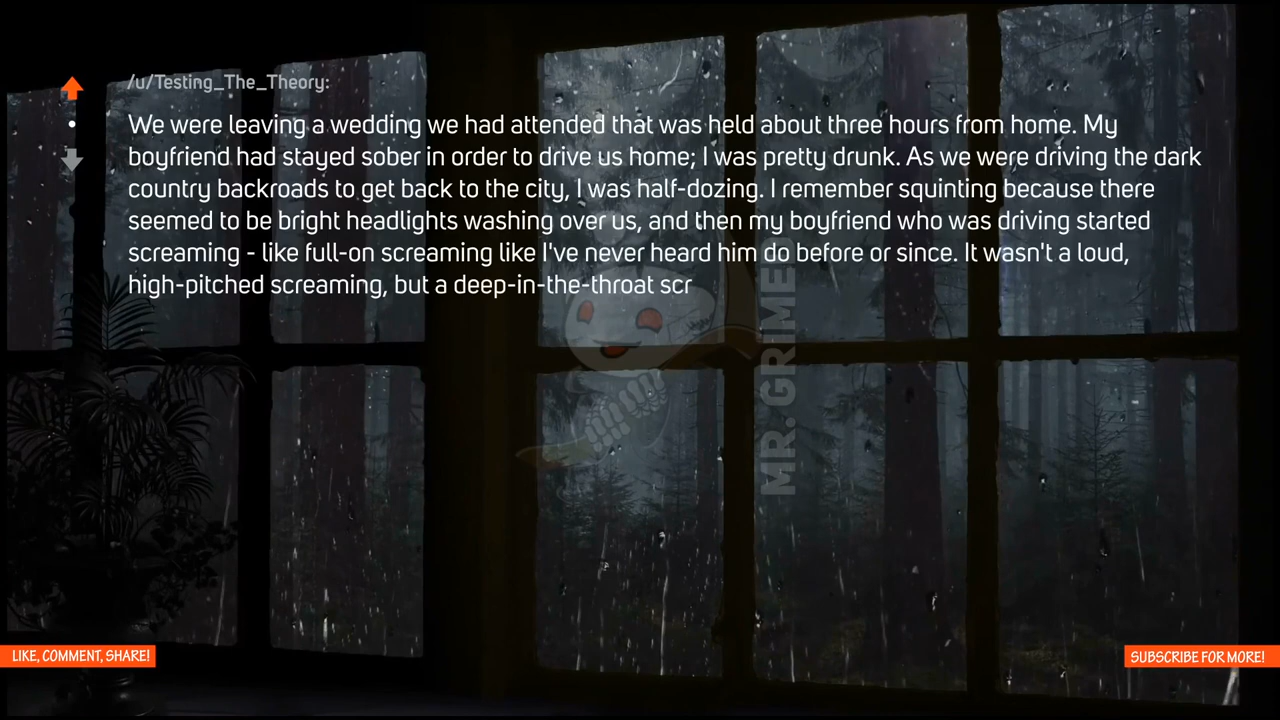 /u/Testing_The_Theory:
We were leaving a wedding we had attended that was held about three hours from home. My
boyfriend had stayed sober in order to drive us home; I was pretty drunk. As we were driving the dark
country backroads to get back to the city, I was half-dozing. I remember squinting because there
seemed to be bright headlights washing over us, and then my boyfriend who was driving started
screaming - like full-on screaming like I've never heard him do before or since. It wasn't a loud,
high-pitched screaming, but a deep-in-the-throat scr
MR. GRIMES
LIKE, COMMENT, SHARE!
SUBSCRIBE FOR MORE!